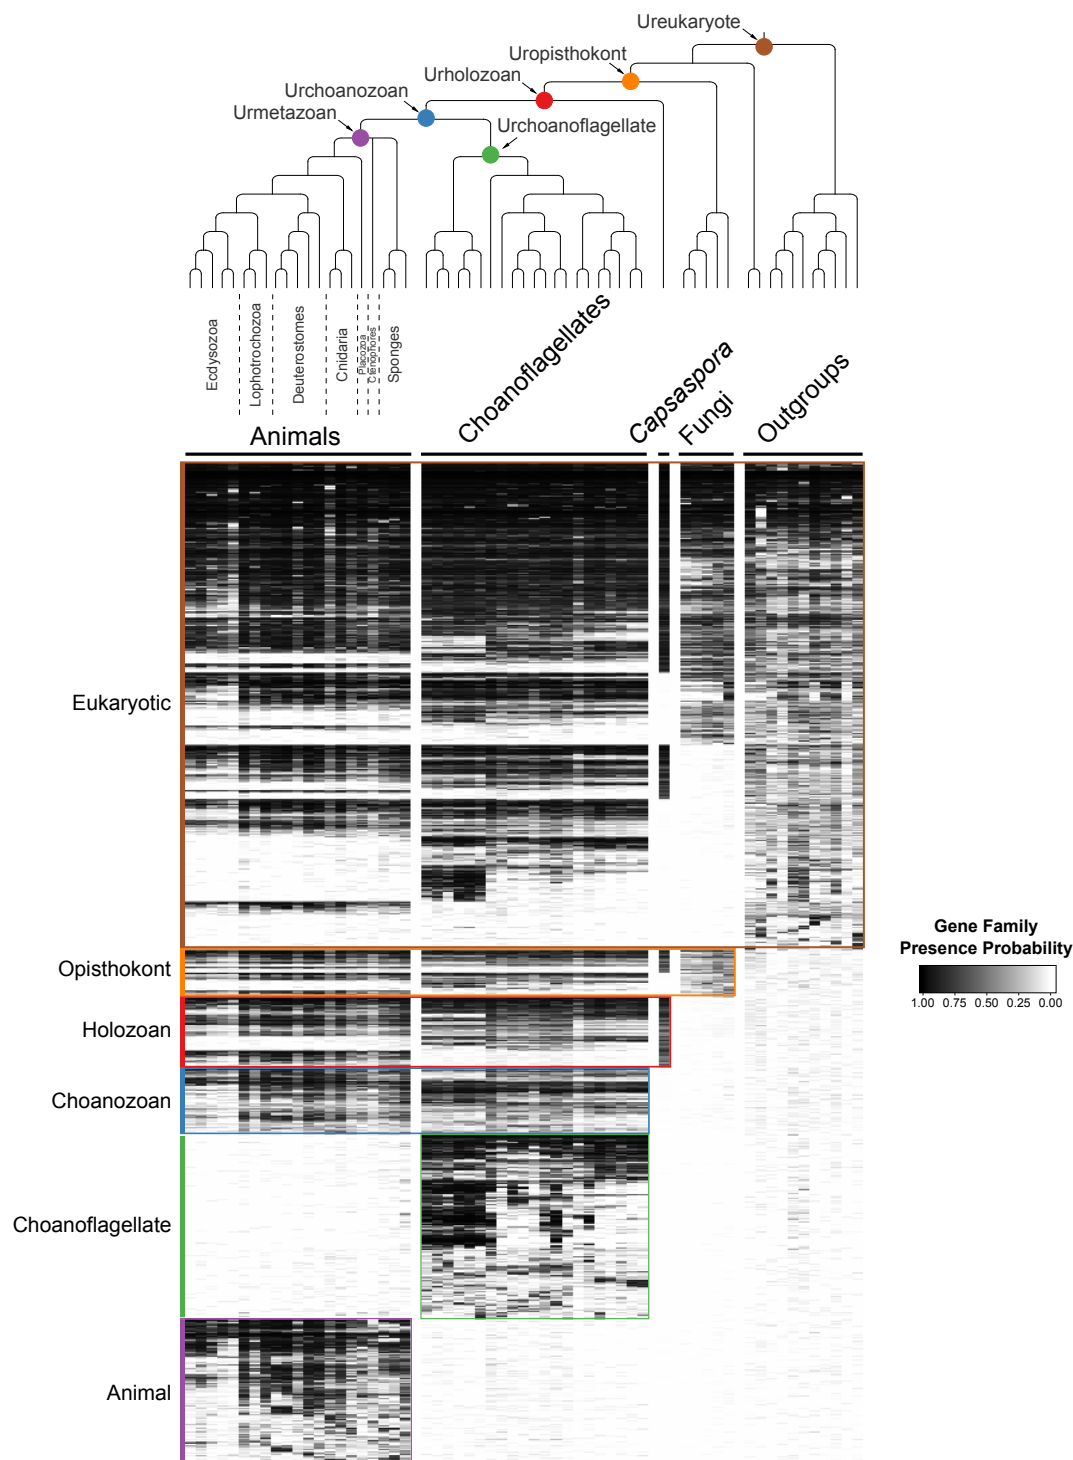 Ureukaryote
Uropisthokont
Urholozoan
Urchoanozoan
Urmetazoan
Urchoanoflagellate
Ecdysozoa
Lophotrochozoa
Deuterostomes
Cnidaria
Placozoa
Ctenophores
Sponges
Animals
Choanoflagellates
Capsaspora
Fungi
Outgroups
Eukaryotic
Opisthokont
Holozoan
Choanozoan
Choanoflagellate
Animal
Gene Family
Presence Probability
1.00 0.75 0.50 0.25 0.00